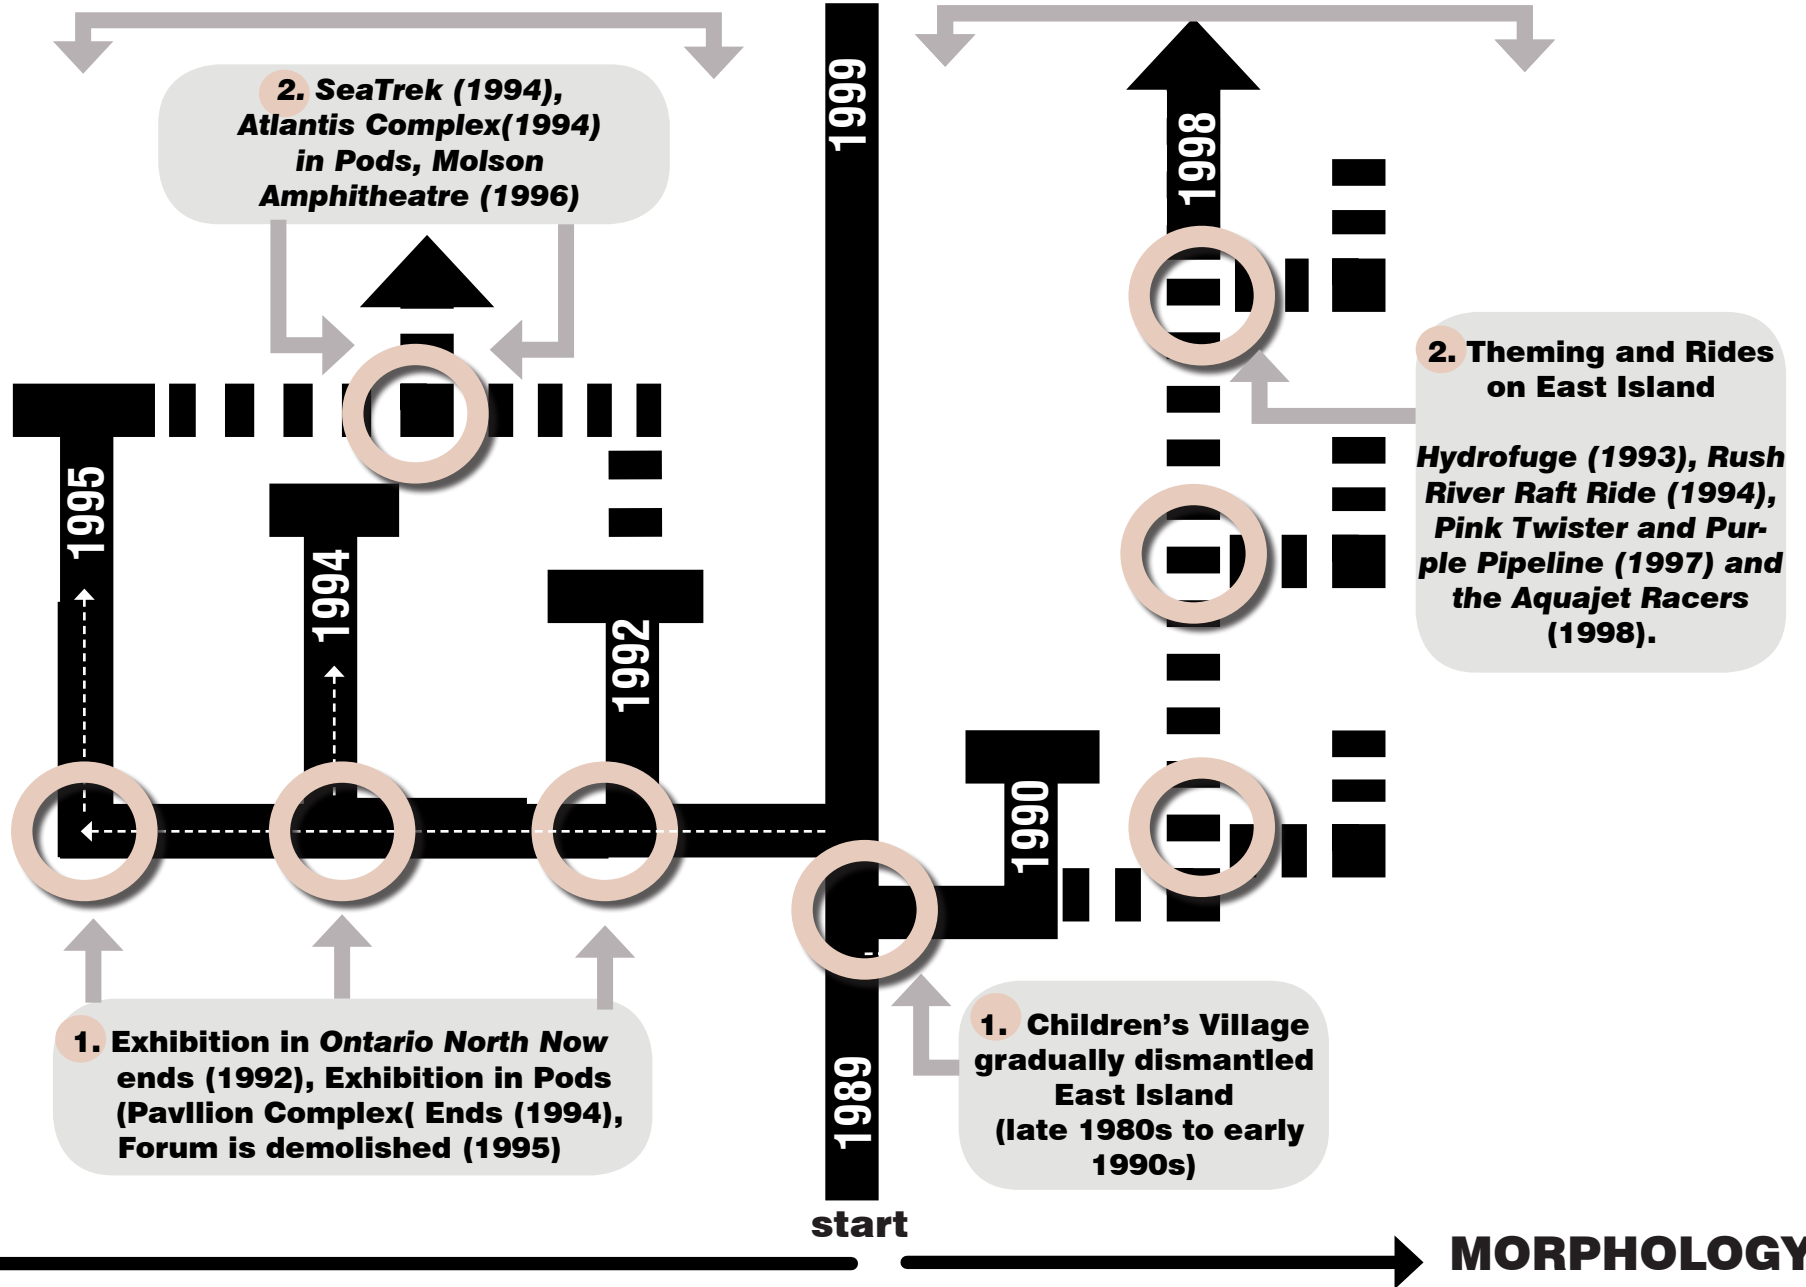 2. SeaTrek (1994),
Atlantis Complex(1994)
in Pods, Molson
Amphitheatre (1996)
1999
1998
2. Theming and Rides
on East Island
Hydrofuge (1993), Rush
River Raft Ride (1994),
Pink Twister and Pur-
ple Pipeline (1997) and
the Aquajet Racers
(1998).
1995
1994
1992
1990
1. Exhibition in Ontario North Now
ends (1992), Exhibition in Pods
(Pavllion Complex( Ends (1994),
Forum is demolished (1995)
1989
1. Children’s Village
gradually dismantled
East Island
(late 1980s to early
1990s)
start
MORPHOLOGY